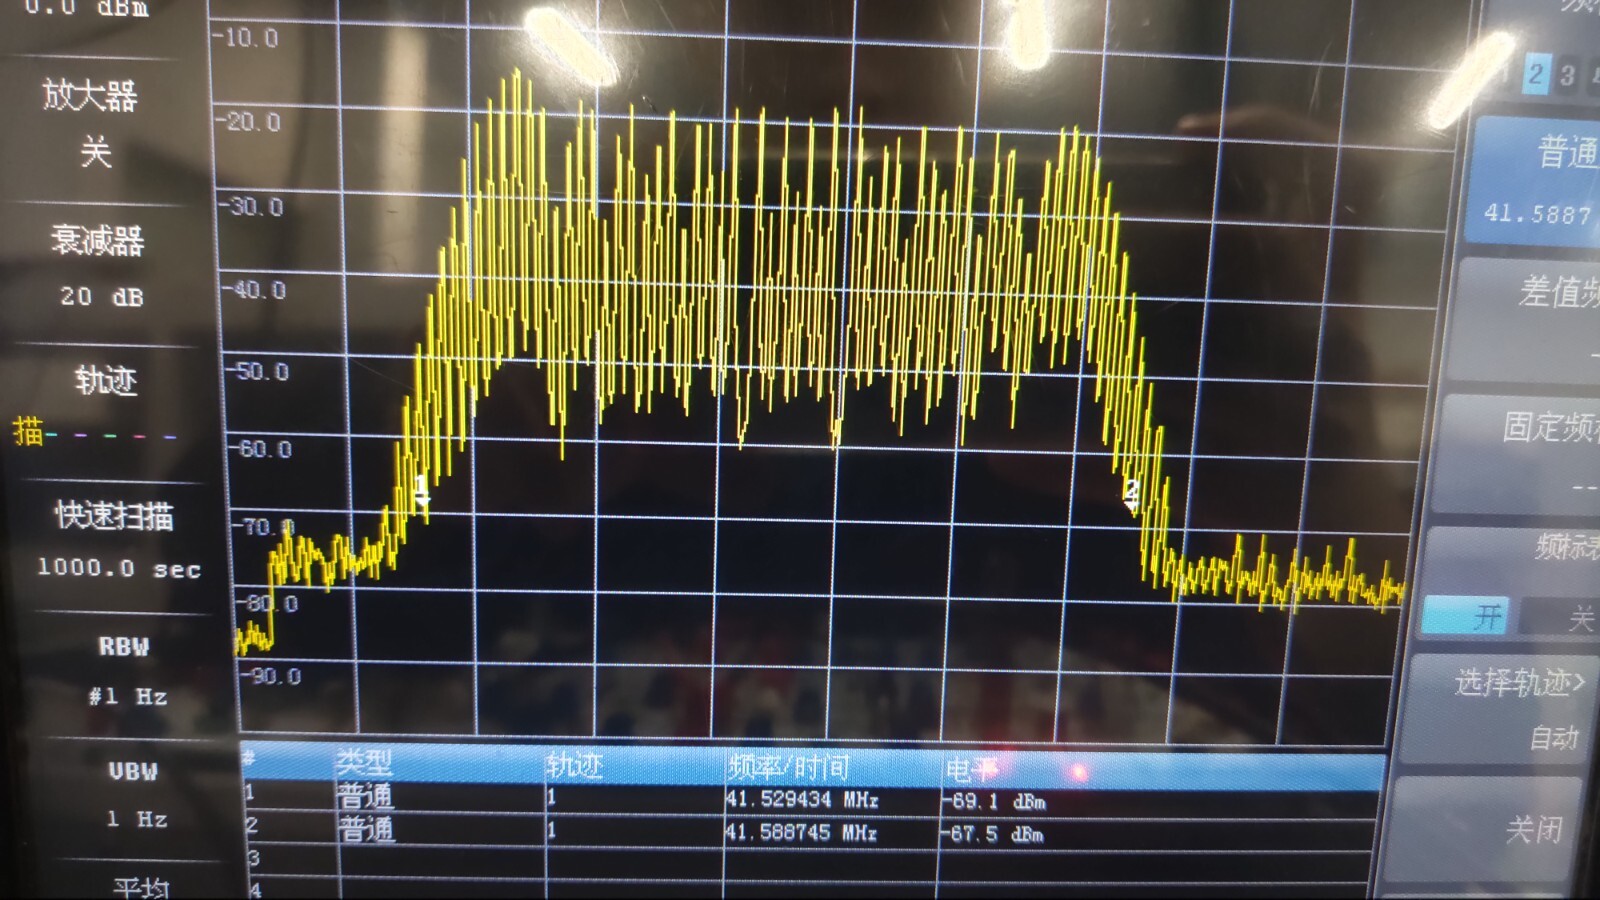 0.0 dBm
-10.0
放大器
关
-20.0
衰减器
20 dB
-30.0
-40.0
轨迹
描
-50.0
-60.0
快速扫描
1000.0 sec
1
2
-70.0
-80.0
RBW
#1 Hz
-90.0
VBW
1 Hz
平均
2 3
普通
41.5887
差值频
固定频
--
频标表
开 关
选择轨迹>
自动
关闭
# 类型 轨迹 频率/时间 电平
1 普通 1 41.529434 MHz -69.1 dBm
2 普通 1 41.588745 MHz -67.5 dBm
3
4